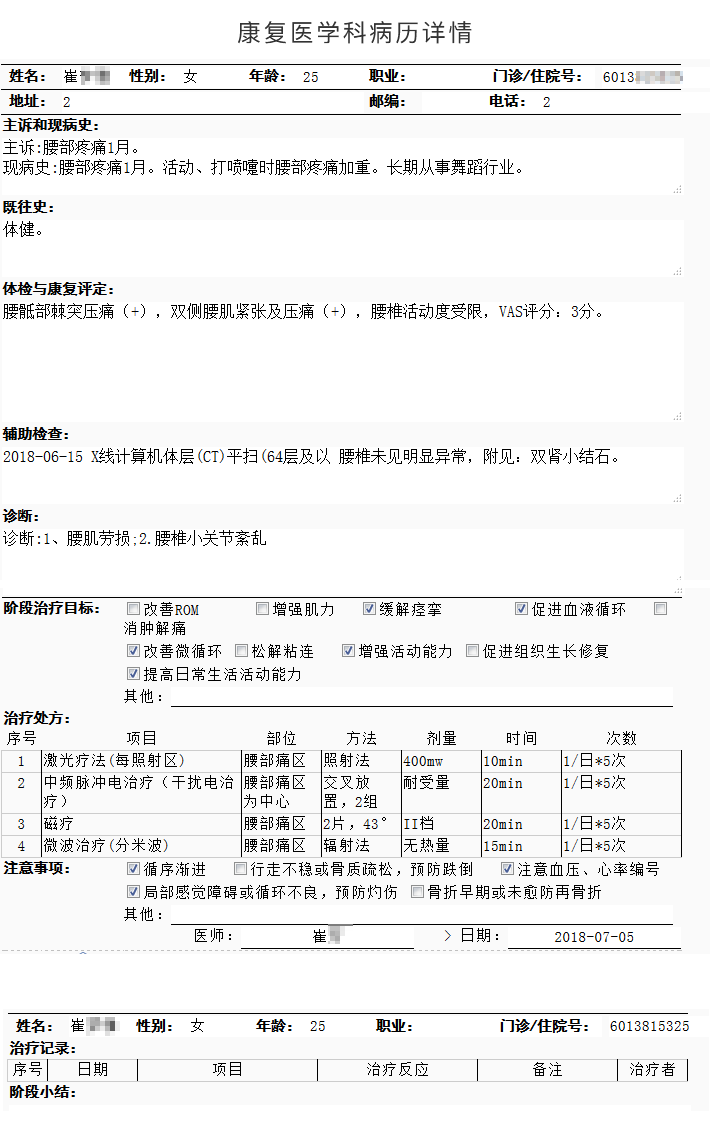 康复医学科病历详情
姓名： 崔 性别： 女 年龄： 25 职业： 门诊/住院号： 6013
地址： 2 邮编： 电话： 2
主诉和现病史：
主诉:腰部疼痛1月。
现病史:腰部疼痛1月。活动、打喷嚏时腰部疼痛加重。长期从事舞蹈行业。
既往史：
体健。
体检与康复评定：
腰骶部棘突压痛（+），双侧腰肌紧张及压痛（+），腰椎活动度受限，VAS评分：3分。
辅助检查：
2018-06-15 X线计算机体层(CT)平扫(64层及以 腰椎未见明显异常，附见：双肾小结石。
诊断：
诊断:1、腰肌劳损;2.腰椎小关节紊乱
阶段治疗目标： 改善ROM 增强肌力 缓解痉挛 促进血液循环
消肿解痛
改善微循环 松解粘连 增强活动能力 促进组织生长修复
提高日常生活活动能力
其他：
治疗处方：
序号 项目 部位 方法 剂量 时间 次数
1 激光疗法(每照射区) 腰部痛区 照射法 400mw 10min 1/日*5次
2 中频脉冲电治疗（干扰电治 腰部痛区 交叉放 耐受量 20min 1/日*5次
疗） 为中心 置，2组
3 磁疗 腰部痛区 2片，43° II档 20min 1/日*5次
4 微波治疗(分米波) 腰部痛区 辐射法 无热量 15min 1/日*5次
注意事项： 循序渐进 行走不稳或骨质疏松，预防跌倒 注意血压、心率编号
局部感觉障碍或循环不良，预防灼伤 骨折早期或未愈防再骨折
其他：
医师： 崔 > 日期： 2018-07-05
姓名： 崔 性别： 女 年龄： 25 职业： 门诊/住院号： 6013815325
治疗记录：
序号 日期 项目 治疗反应 备注 治疗者
阶段小结：